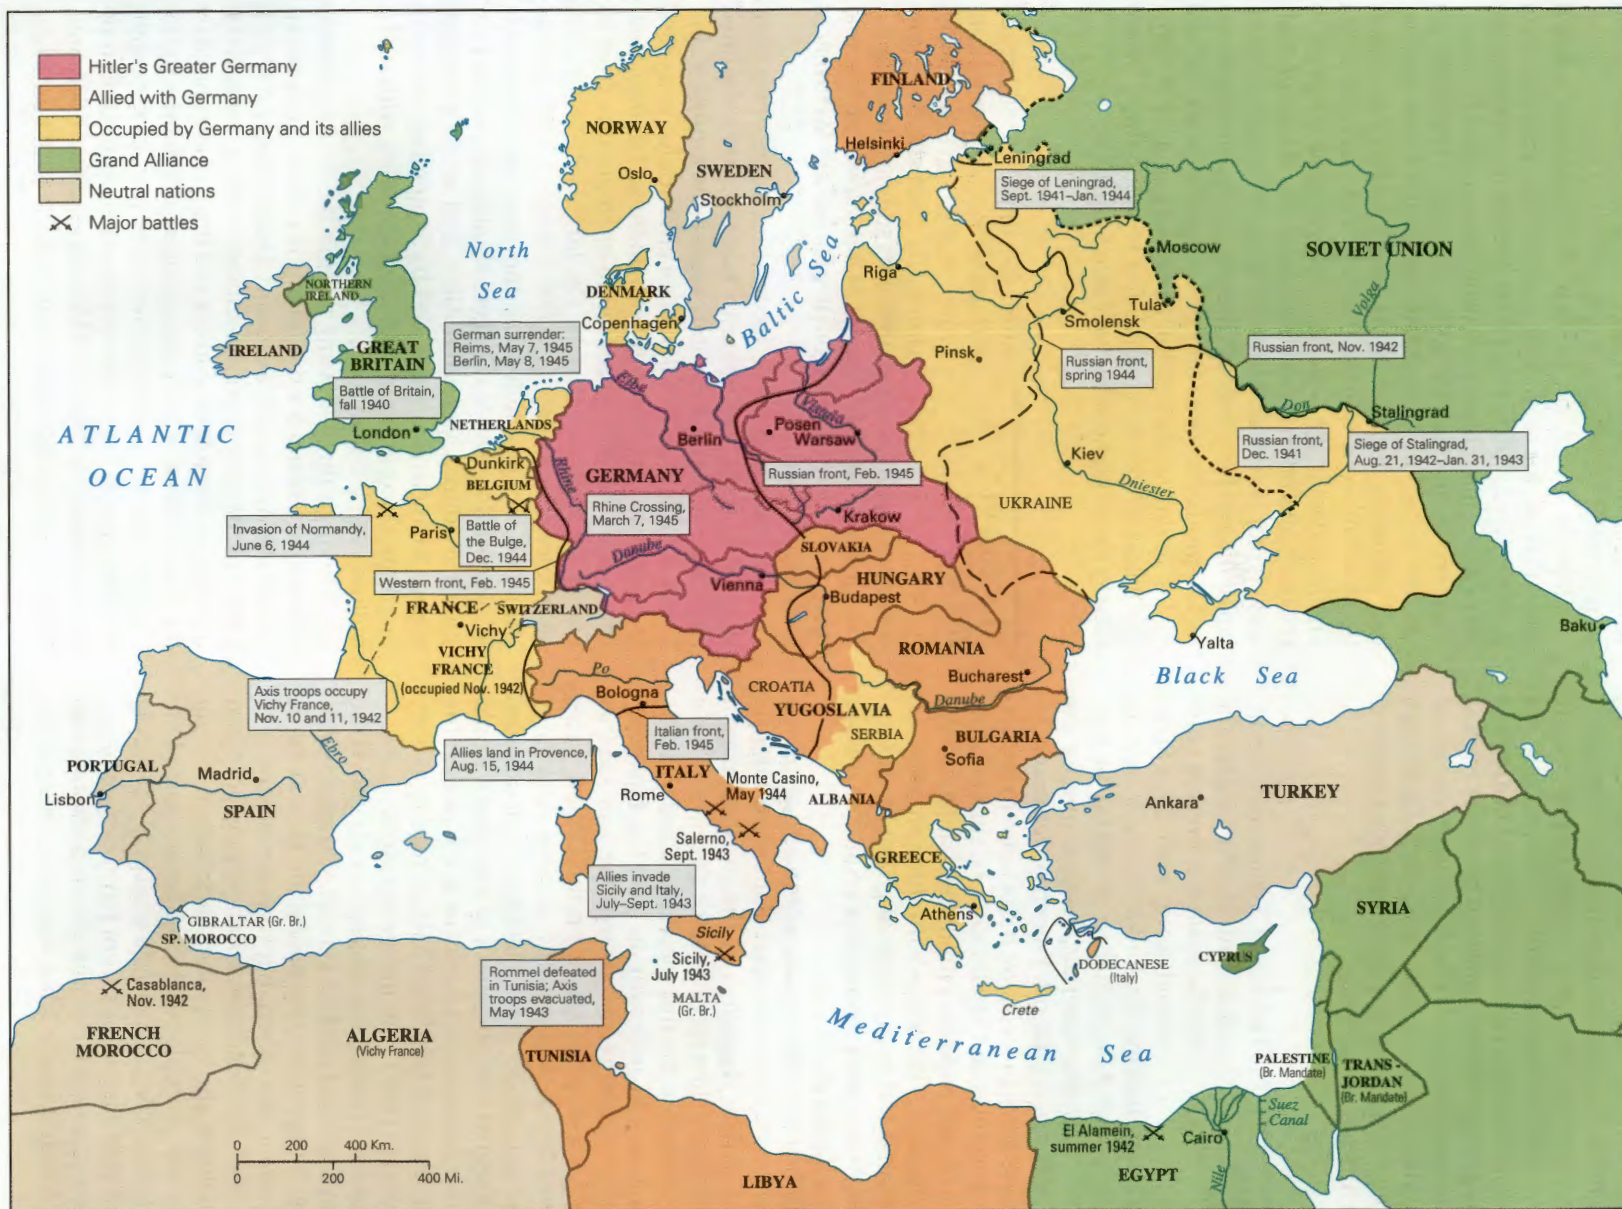 Hitler's Greater Germany
Allied with Germany
Occupied by Germany and its allies
Grand Alliance
Neutral nations
Major battles
FINLAND
Helsinki
NORWAY
Oslo
SWEDEN
Stockholm
Leningrad
Siege of Leningrad,
Sept. 1941–Jan. 1944
North
Sea
Baltic Sea
Moscow
SOVIET UNION
Riga
Tula
Volga
Smolensk
NORTHERN
IRELAND
DENMARK
Copenhagen
German surrender:
Reims, May 7, 1945
Berlin, May 8, 1945
IRELAND
GREAT
BRITAIN
Pinsk
Russian front,
spring 1944
Russian front, Nov. 1942
Battle of Britain,
fall 1940
London
NETHERLANDS
Elbe
Berlin
Posen
Vistula
Warsaw
Don
Stalingrad
ATLANTIC
OCEAN
Dunkirk
BELGIUM
Rhine
GERMANY
Russian front, Feb. 1945
Kiev
Dniester
Russian front,
Dec. 1941
Siege of Stalingrad,
Aug. 21, 1942–Jan. 31, 1943
UKRAINE
Invasion of Normandy,
June 6, 1944
Paris
Battle of
the Bulge,
Dec. 1944
Rhine Crossing,
March 7, 1945
Krakow
Danube
SLOVAKIA
Western front, Feb. 1945
Vienna
HUNGARY
Budapest
FRANCE
SWITZERLAND
Vichy
VICHY
FRANCE
(occupied Nov. 1942)
Yalta
Baku
ROMANIA
Bucharest
Black Sea
Po
Bologna
CROATIA
Danube
YUGOSLAVIA
SERBIA
BULGARIA
Sofia
Axis troops occupy
Vichy France,
Nov. 10 and 11, 1942
Ebro
Allies land in Provence,
Aug. 15, 1944
Italian front,
Feb. 1945
PORTUGAL
Lisbon
Madrid
SPAIN
ITALY
Rome
Monte Casino,
May 1944
ALBANIA
Ankara
TURKEY
Salerno,
Sept. 1943
GREECE
Athens
Allies invade
Sicily and Italy,
July–Sept. 1943
SYRIA
GIBRALTAR (Gr. Br.)
SP. MOROCCO
Sicily
Sicily,
July 1943
MALTA
(Gr. Br.)
DODECANESE
(Italy)
CYPRUS
Crete
Casablanca,
Nov. 1942
Rommel defeated
in Tunisia; Axis
troops evacuated,
May 1943
FRENCH
MOROCCO
ALGERIA
(Vichy France)
TUNISIA
Mediterranean Sea
PALESTINE
(Br. Mandate)
TRANS-
JORDAN
(Br. Mandate)
Suez
Canal
El Alamein,
summer 1942
Cairo
EGYPT
Nile
LIBYA
0 200 400 Km.
0 200 400 Mi.